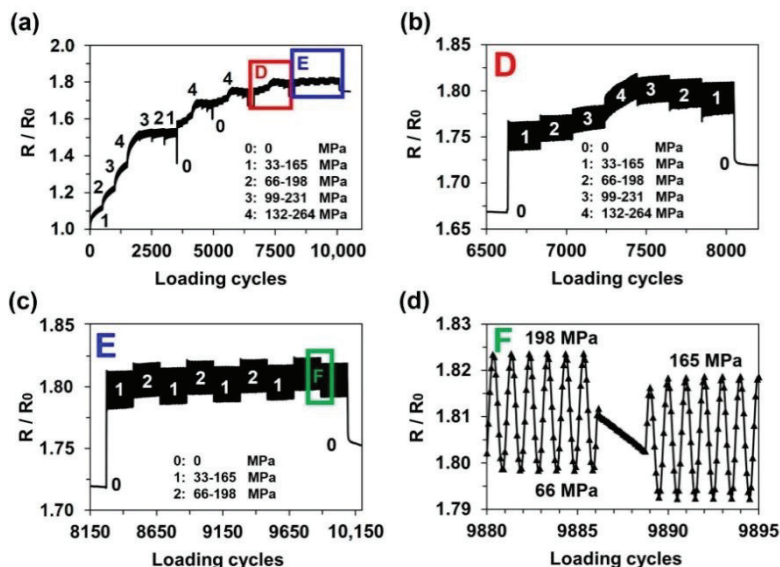 (a)
2.0
1.8
1.6
1.4
1.2
1.0
R / R0
0 2500 5000 7500 10,000
Loading cycles
1
2
3
4
3 2 1
0
4
0
4
D
E
0: 0 MPa
1: 33-165 MPa
2: 66-198 MPa
3: 99-231 MPa
4: 132-264 MPa
(b)
D
1.85
1.80
1.75
1.70
1.65
R / R0
6500 7000 7500 8000
Loading cycles
0
1 2 3 4 3 2 1
0
0: 0 MPa
1: 33-165 MPa
2: 66-198 MPa
3: 99-231 MPa
4: 132-264 MPa
(c)
E
1.85
1.80
1.75
1.70
R / R0
8150 8650 9150 9650 10,150
Loading cycles
0
1 2 1 2 1 2 1 F
0
0: 0 MPa
1: 33-165 MPa
2: 66-198 MPa
(d)
F
1.83
1.82
1.81
1.80
1.79
R / R0
9880 9885 9890 9895
Loading cycles
198 MPa
165 MPa
66 MPa